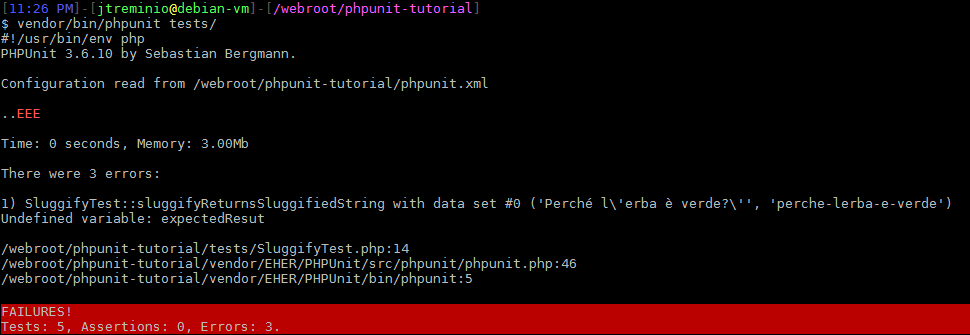 [11:26 PM]-[jtreminio@debian-vm]-[/webroot/phpunit-tutorial]
$ vendor/bin/phpunit tests/
#!/usr/bin/env php
PHPUnit 3.6.10 by Sebastian Bergmann.
Configuration read from /webroot/phpunit-tutorial/phpunit.xml
..EEE
Time: 0 seconds, Memory: 3.00Mb
There were 3 errors:
1) SluggifyTest::sluggifyReturnsSluggifiedString with data set #0 ('Perché l\'erba è verde?\'', 'perche-lerba-e-verde')
Undefined variable: expectedResut
/webroot/phpunit-tutorial/tests/SluggifyTest.php:14
/webroot/phpunit-tutorial/vendor/EHER/PHPUnit/src/phpunit/phpunit.php:46
/webroot/phpunit-tutorial/vendor/EHER/PHPUnit/bin/phpunit:5
FAILURES!
Tests: 5, Assertions: 0, Errors: 3.